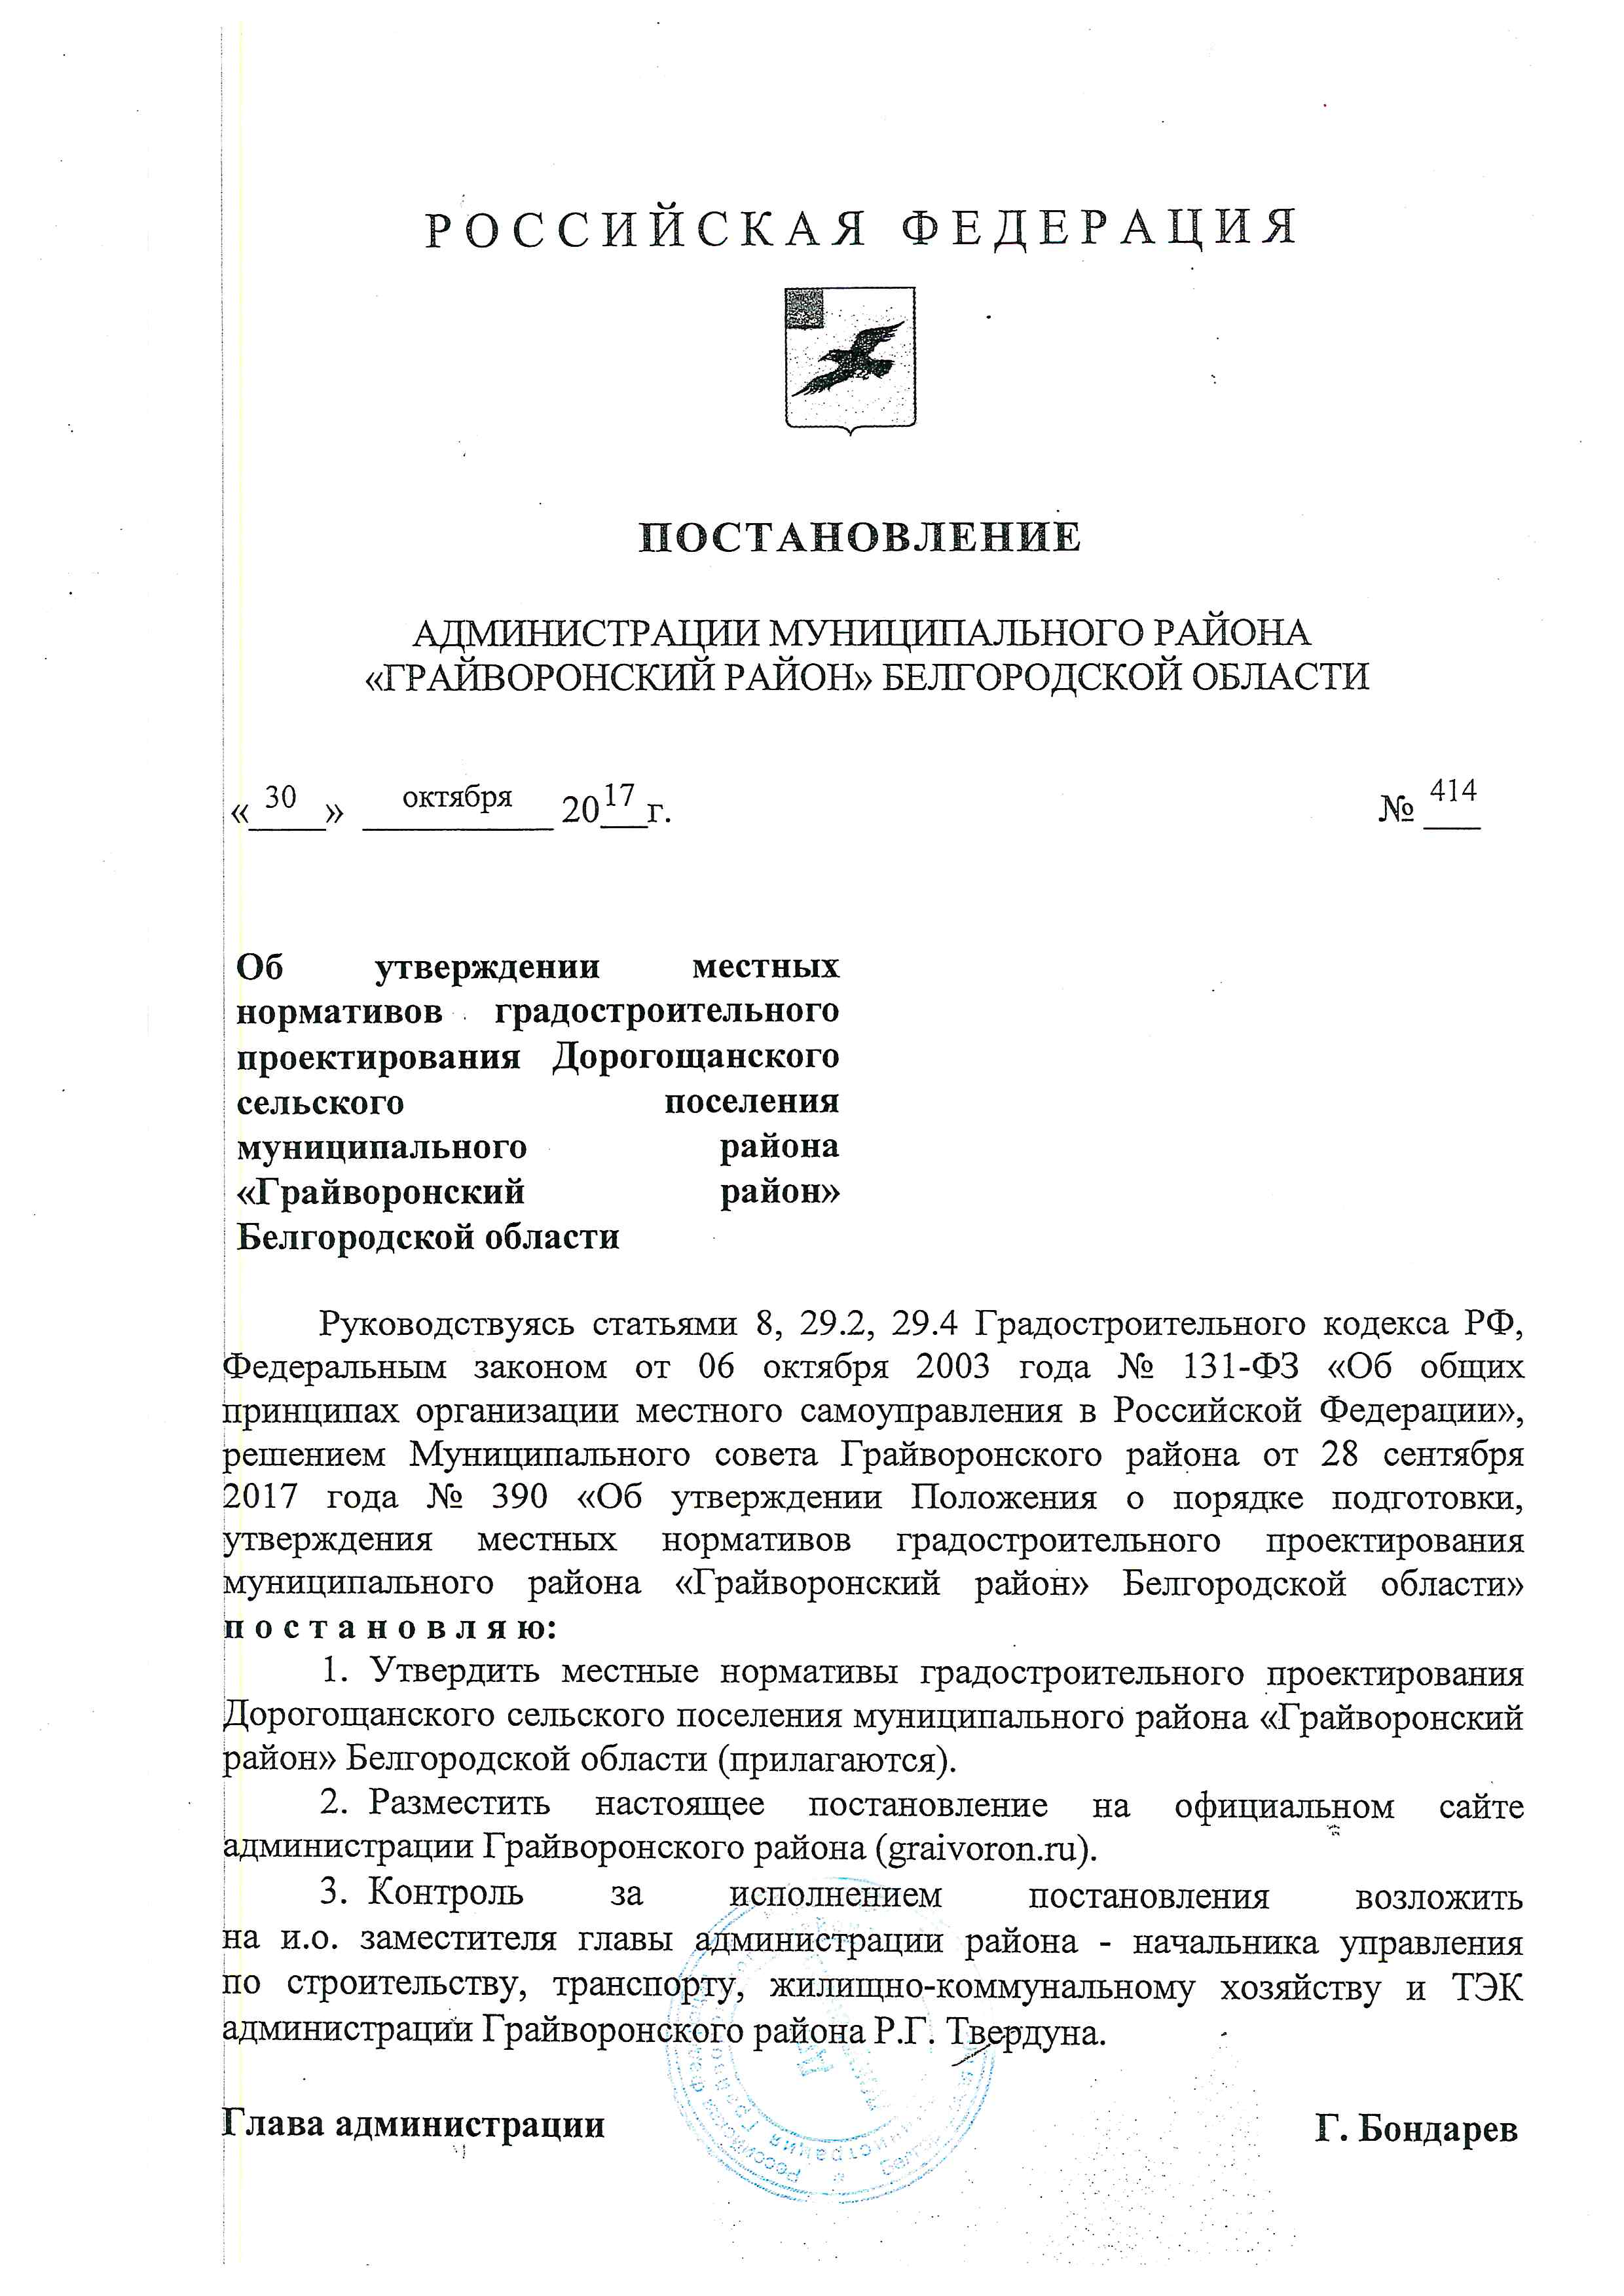 РОССИЙСКАЯ ФЕДЕРАЦИЯ
ПОСТАНОВЛЕНИЕ
АДМИНИСТРАЦИИ МУНИЦИПАЛЬНОГО РАЙОНА
«ГРАЙВОРОНСКИЙ РАЙОН» БЕЛГОРОДСКОЙ ОБЛАСТИ
« 30 » октября 2017 г. № 414
Об утверждении местных
нормативов градостроительного
проектирования Дорогощанского
сельского поселения
муниципального района
«Грайворонский район»
Белгородской области
Руководствуясь статьями 8, 29.2, 29.4 Градостроительного кодекса РФ,
Федеральным законом от 06 октября 2003 года № 131-ФЗ «Об общих
принципах организации местного самоуправления в Российской Федерации»,
решением Муниципального совета Грайворонского района от 28 сентября
2017 года № 390 «Об утверждении Положения о порядке подготовки,
утверждения местных нормативов градостроительного проектирования
муниципального района «Грайворонский район» Белгородской области»
п о с т а н о в л я ю:
1. Утвердить местные нормативы градостроительного проектирования
Дорогощанского сельского поселения муниципального района «Грайворонский
район» Белгородской области (прилагаются).
2. Разместить настоящее постановление на официальном сайте
администрации Грайворонского района (graivoron.ru).
3. Контроль за исполнением постановления возложить
на и.о. заместителя главы администрации района - начальника управления
по строительству, транспорту, жилищно-коммунальному хозяйству и ТЭК
администрации Грайворонского района Р.Г. Твердуна.
Глава администрации Г. Бондарев